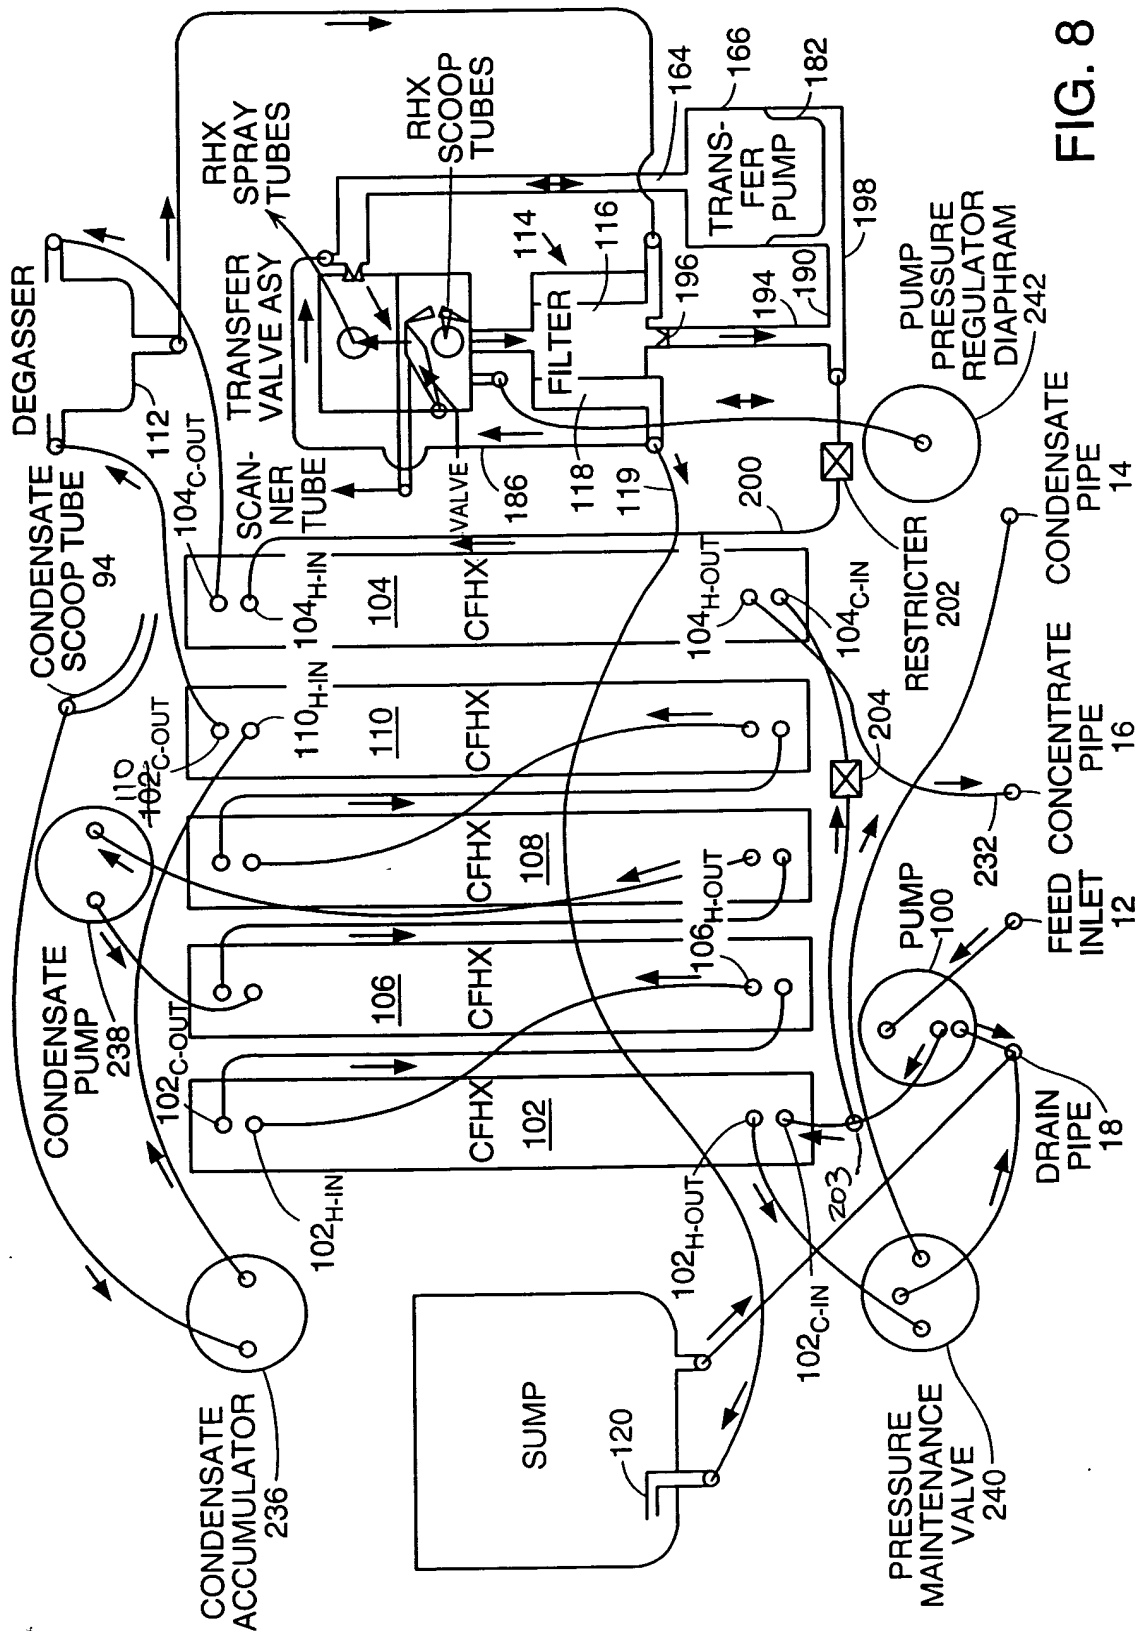 DEGASSER
112
CONDENSATE
SCOOP TUBE
94
104C-OUT
110
102C-OUT
CONDENSATE
PUMP
238
102C-OUT
CONDENSATE
ACCUMULATOR
236
TRANSFER
VALVE ASY
RHX
SPRAY
TUBES
RHX
SCOOP
TUBES
SCAN-
NER
TUBE
VALVE
186
FILTER
114
116
118
119
164
166
TRANS-
FER
PUMP
182
190
194
196
198
200
104H-IN
104
CFHX
104H-OUT
104C-IN
110H-IN
110
CFHX
CFHX
108
106
CFHX
106H-OUT
CFHX
102
102H-IN
102H-OUT
102C-IN
203
SUMP
120
RESTRICTER
202
204
PUMP
PRESSURE
REGULATOR
DIAPHRAM
242
CONDENSATE
PIPE
14
CONCENTRATE
PIPE
16
232
FEED
INLET
12
PUMP
100
DRAIN
PIPE
18
PRESSURE
MAINTENANCE
VALVE
240
FIG. 8